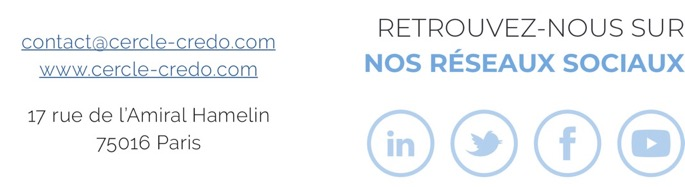 contact@cercle-credo.com
www.cercle-credo.com
17 rue de l'Amiral Hamelin
75016 Paris
RETROUVEZ-NOUS SUR
NOS RÉSEAUX SOCIAUX
in
f